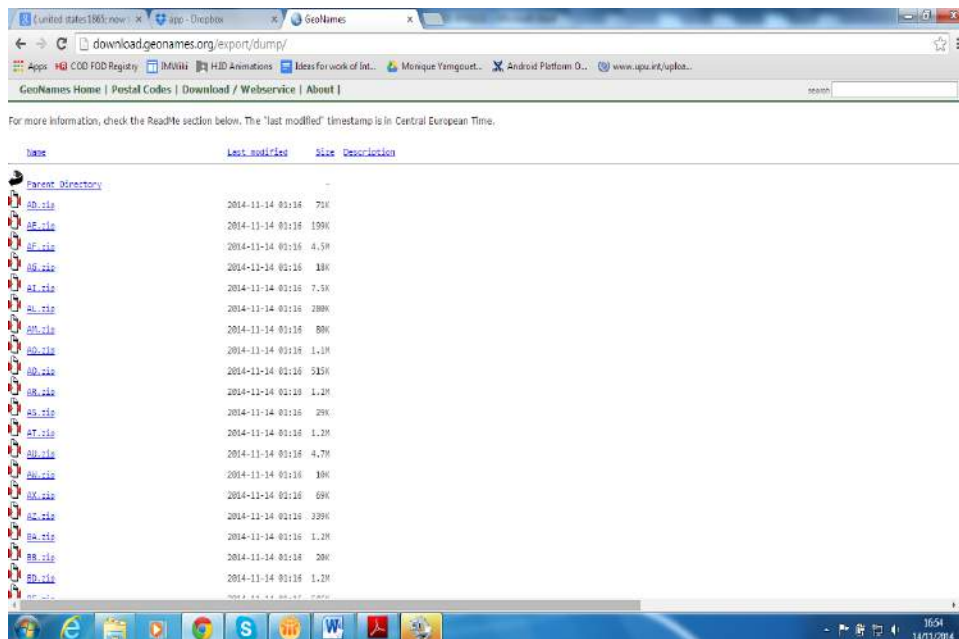 app - Dropbox
GeoNames
download.geonames.org/export/dump/
Apps COD FOD Registry IMWiki HID Animations Ideas for work of Int... Monique Yamgouet... Android Platform D... www.upu.int/uploa...
GeoNames Home | Postal Codes | Download / Webservice | About |
search
For more information, check the ReadMe section below. The "last modified" timestamp is in Central European Time.
Name Last modified Size Description
Parent Directory -
AD.zip 2014-11-14 01:16 71K
AE.zip 2014-11-14 01:16 199K
AF.zip 2014-11-14 01:16 4.5M
AG.zip 2014-11-14 01:16 18K
AI.zip 2014-11-14 01:16 7.5K
AL.zip 2014-11-14 01:16 280K
AM.zip 2014-11-14 01:16 80K
AO.zip 2014-11-14 01:16 1.1M
2014-11-14 01:16 515K
AR.zip 2014-11-14 01:16 1.2M
AS.zip 2014-11-14 01:16 29K
AT.zip 2014-11-14 01:16 1.2M
AU.zip 2014-11-14 01:16 4.7M
AW.zip 2014-11-14 01:16 10K
AX.zip 2014-11-14 01:16 69K
AZ.zip 2014-11-14 01:16 339K
BA.zip 2014-11-14 01:16 1.2M
BB.zip 2014-11-14 01:16 20K
BD.zip 2014-11-14 01:16 1.2M
16:54
14/11/2014